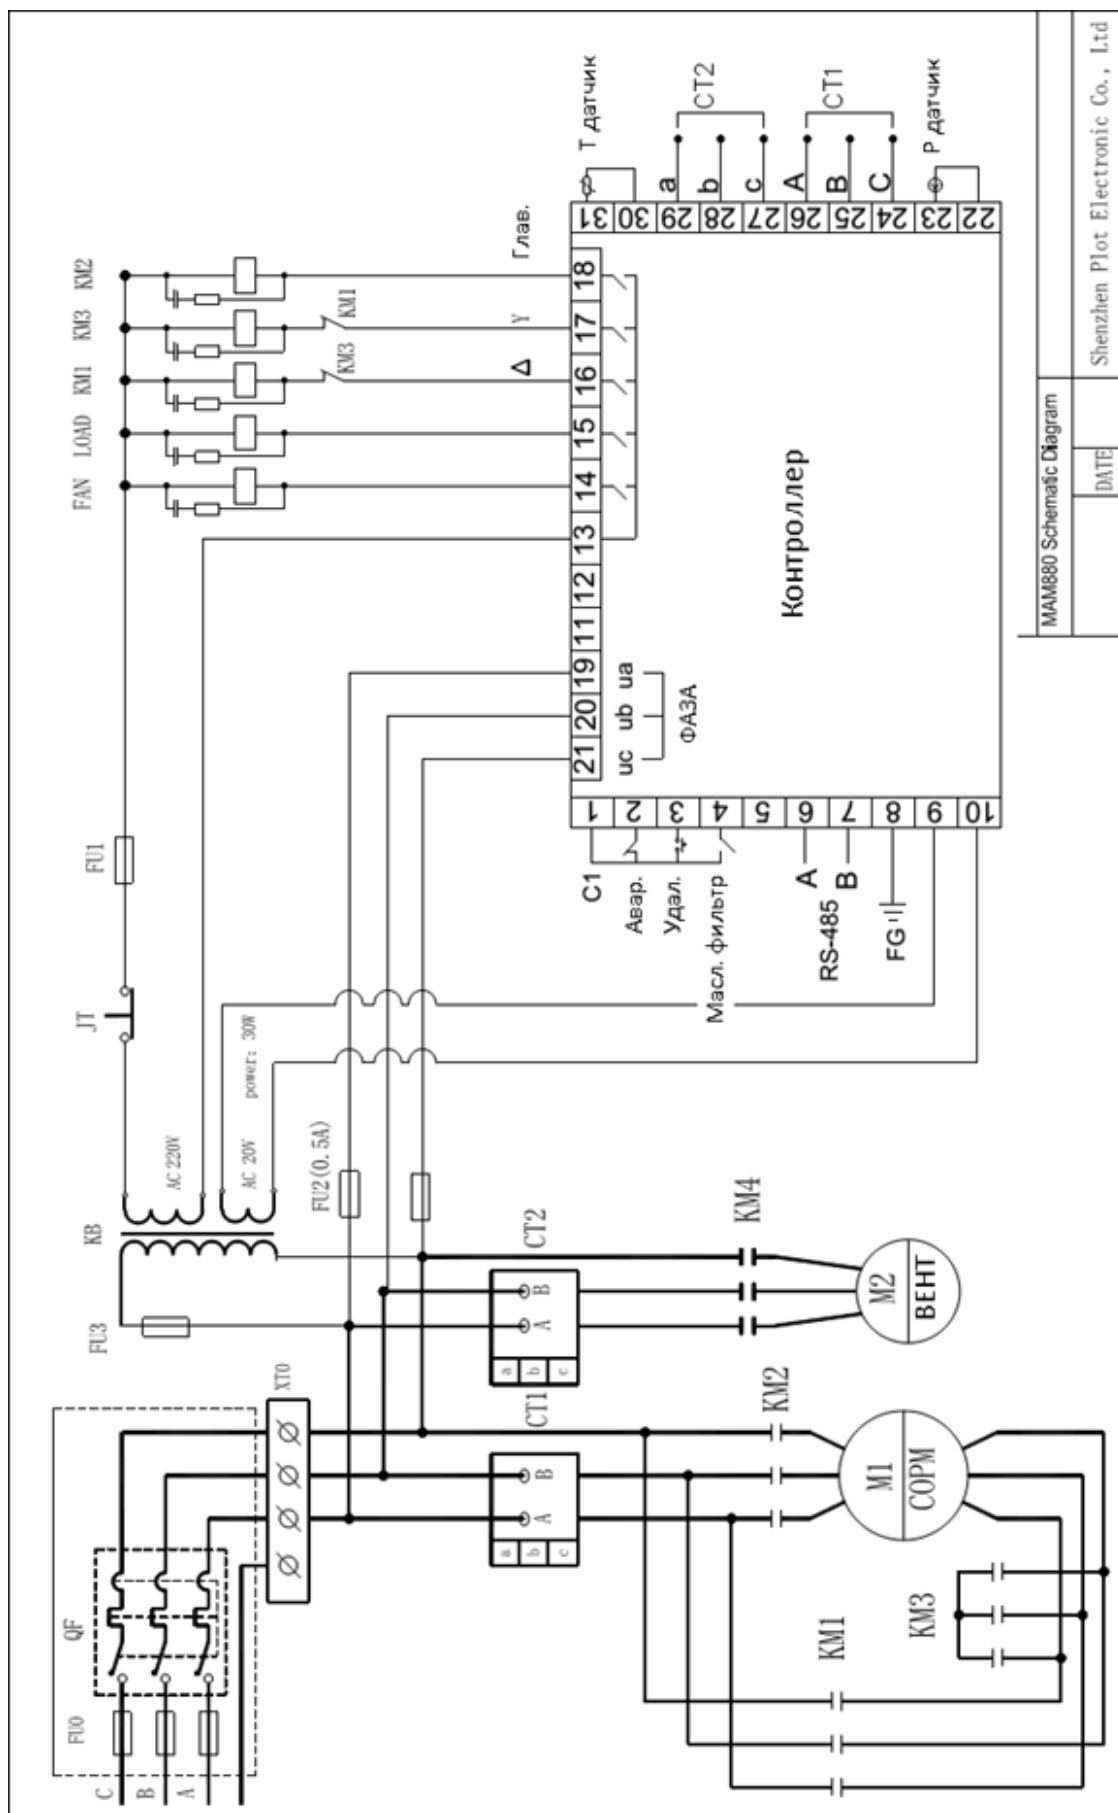 FU0
QF
C
B
A
XT0
FU3
KB
AC 220V
AC 20V
power: 30W
JT
FU1
FAN
LOAD
KM1
KM3
KM2
FU2(0.5A)
KM3
KM1
Δ
Y
Глав.
CT1
a
b
c
A
B
CT2
a
b
c
A
B
KM2
KM4
M1
COPM
M2
ВЕНТ
KM1
KM3
21
20
19
11
12
13
14
15
16
17
18
uc
ub
ua
ФАЗА
Контроллер
1
2
3
4
5
6
7
8
9
10
C1
Авар.
Удал.
Масл. фильтр
A
B
RS-485
FG
31
30
29
28
27
26
25
24
23
22
Т датчик
a
b
c
CT2
A
B
C
CT1
Р датчик
MAM880 Schematic Diagram
DATE
Shenzhen Plot Electronic Co., Ltd